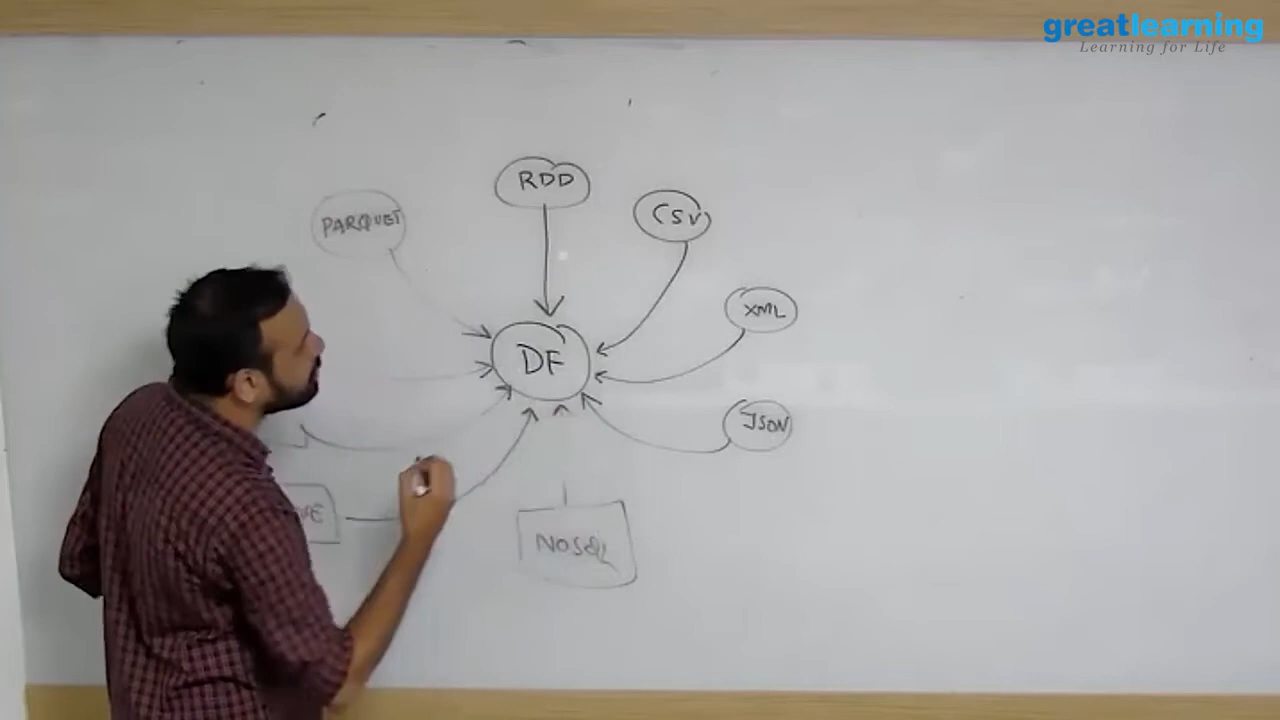 greatlearning
Learning for Life
RDD
PARQUET
CSV
XML
DF
JSON
NOSQL